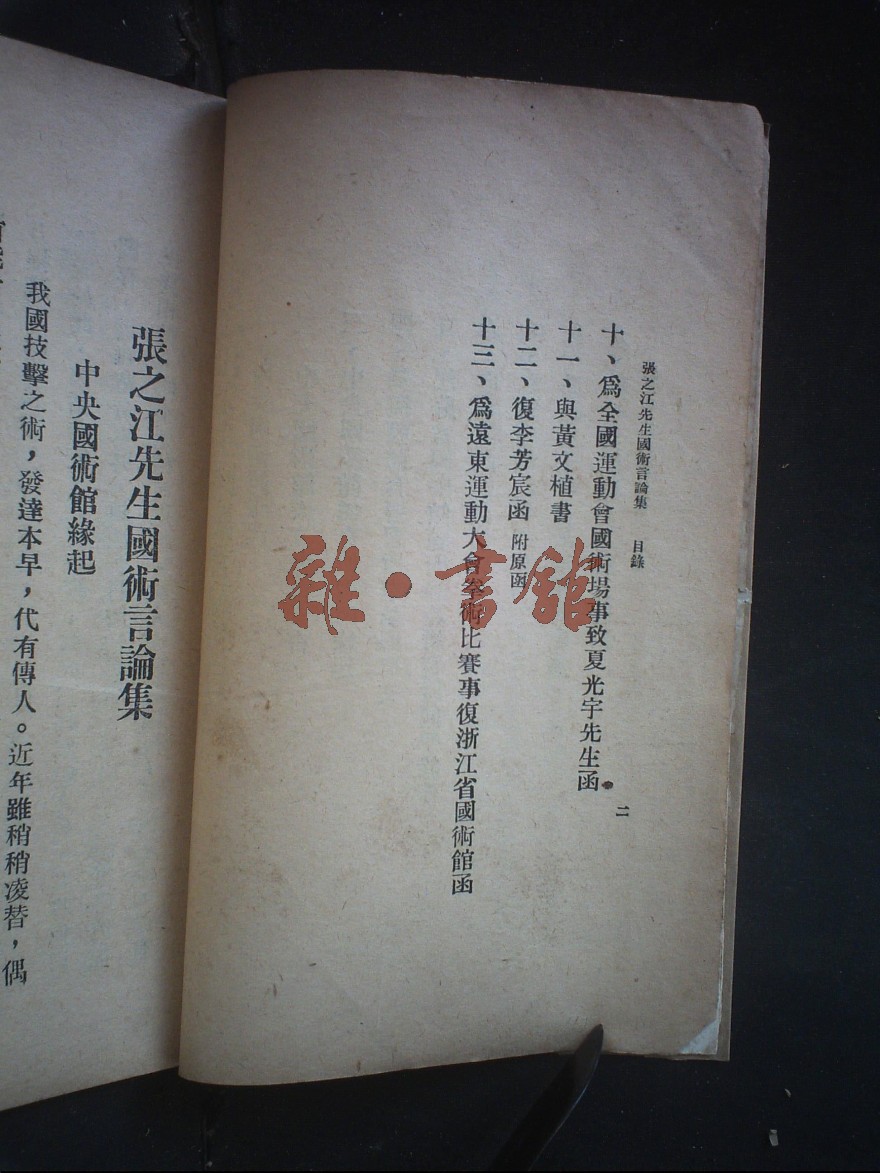 張之江先生國術言論集 目錄
十、爲全國運動會國術場事致夏光宇先生函
十一、與黃文植書
十二、復李芳宸函 附原函
十三、爲遠東運動大會拳術比賽事復浙江省國術館函
二
張之江先生國術言論集
中央國術館緣起
我國技擊之術，發達本早，代有傳人。近年雖稍稍凌替，偶
雜·書館